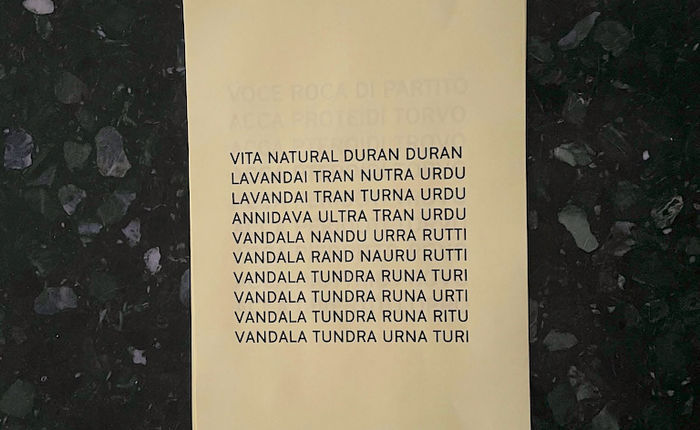 VOCE ROCA DI PARTITO
ACCA PROTEIDI TORVO
VITA NATURAL DURAN DURAN
LAVANDAI TRAN NUTRA URDU
LAVANDAI TRAN TURNA URDU
ANNIDAVA ULTRA TRAN URDU
VANDALA NANDU URRA RUTTI
VANDALA RAND NAURU RUTTI
VANDALA TUNDRA RUNA TURI
VANDALA TUNDRA RUNA URTI
VANDALA TUNDRA RUNA RITU
VANDALA TUNDRA URNA TURI